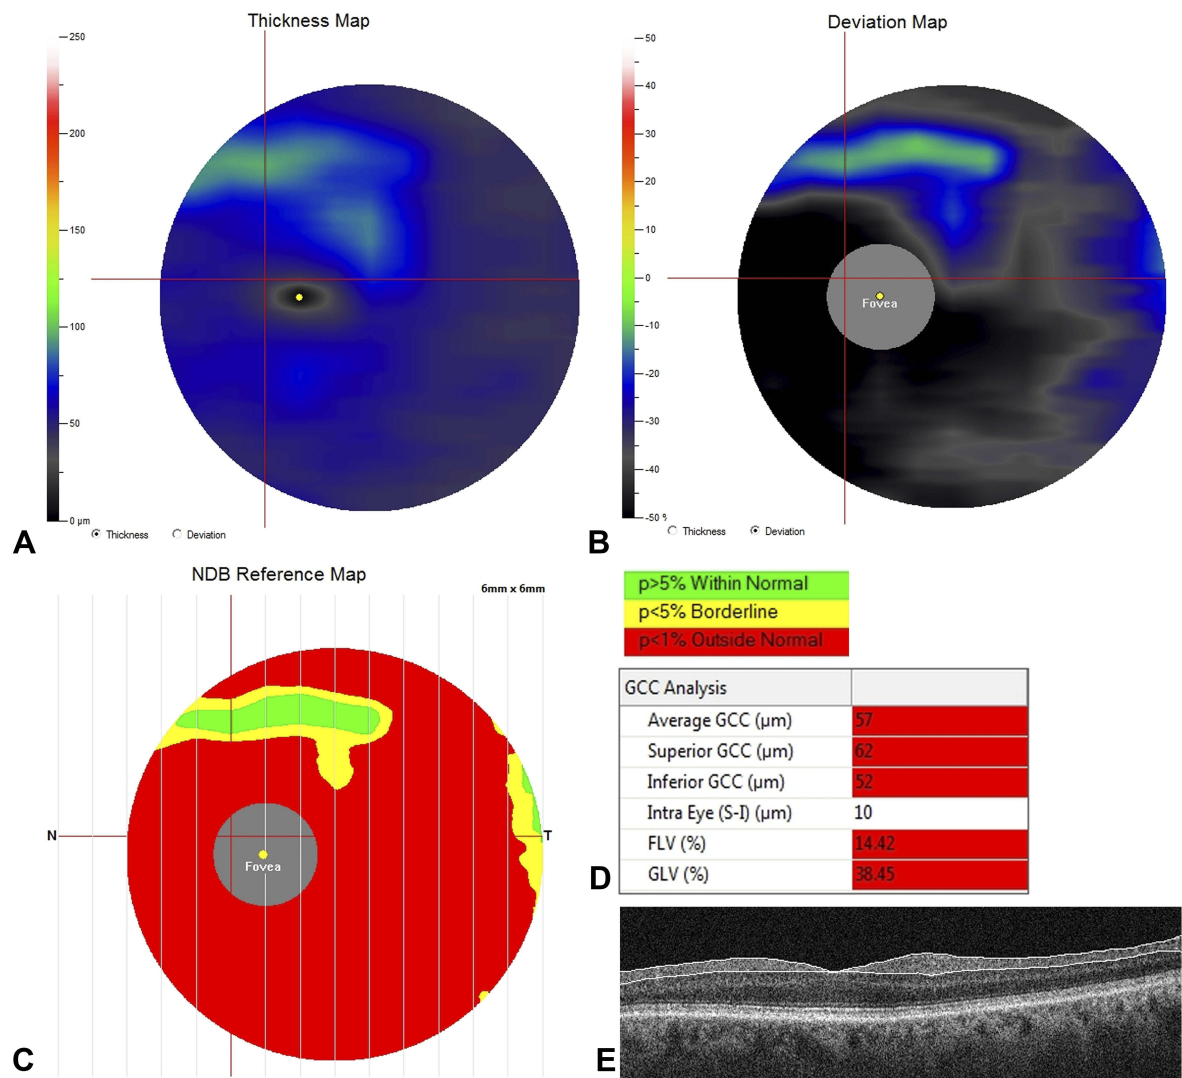 Thickness Map
250
200
150
100
50
0 µm
Thickness
Deviation
A
Deviation Map
50
40
30
20
10
0
-10
-20
-30
-40
-50 %
Fovea
Thickness
Deviation
B
NDB Reference Map
6mm x 6mm
N
T
Fovea
C
p>5% Within Normal
p<5% Borderline
p<1% Outside Normal
GCC Analysis
Average GCC (µm) 57
Superior GCC (µm) 62
Inferior GCC (µm) 52
Intra Eye (S-I) (µm) 10
FLV (%) 14.42
GLV (%) 38.45
D
E